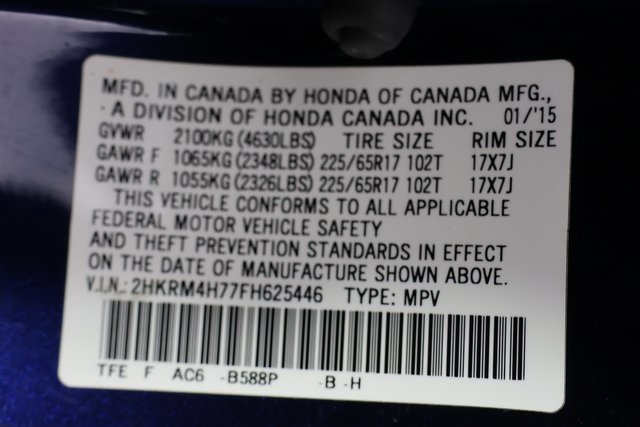 MFD. IN CANADA BY HONDA OF CANADA MFG.,
A DIVISION OF HONDA CANADA INC. 01/'15
GVWR 2100KG (4630LBS) TIRE SIZE RIM SIZE
GAWR F 1065KG (2348LBS) 225/65R17 102T 17X7J
GAWR R 1055KG (2326LBS) 225/65R17 102T 17X7J
THIS VEHICLE CONFORMS TO ALL APPLICABLE
FEDERAL MOTOR VEHICLE SAFETY
AND THEFT PREVENTION STANDARDS IN EFFECT
ON THE DATE OF MANUFACTURE SHOWN ABOVE.
V.I.N.: 2HKRM4H77FH625446 TYPE: MPV
TFE F AC6 -B588P -B -H